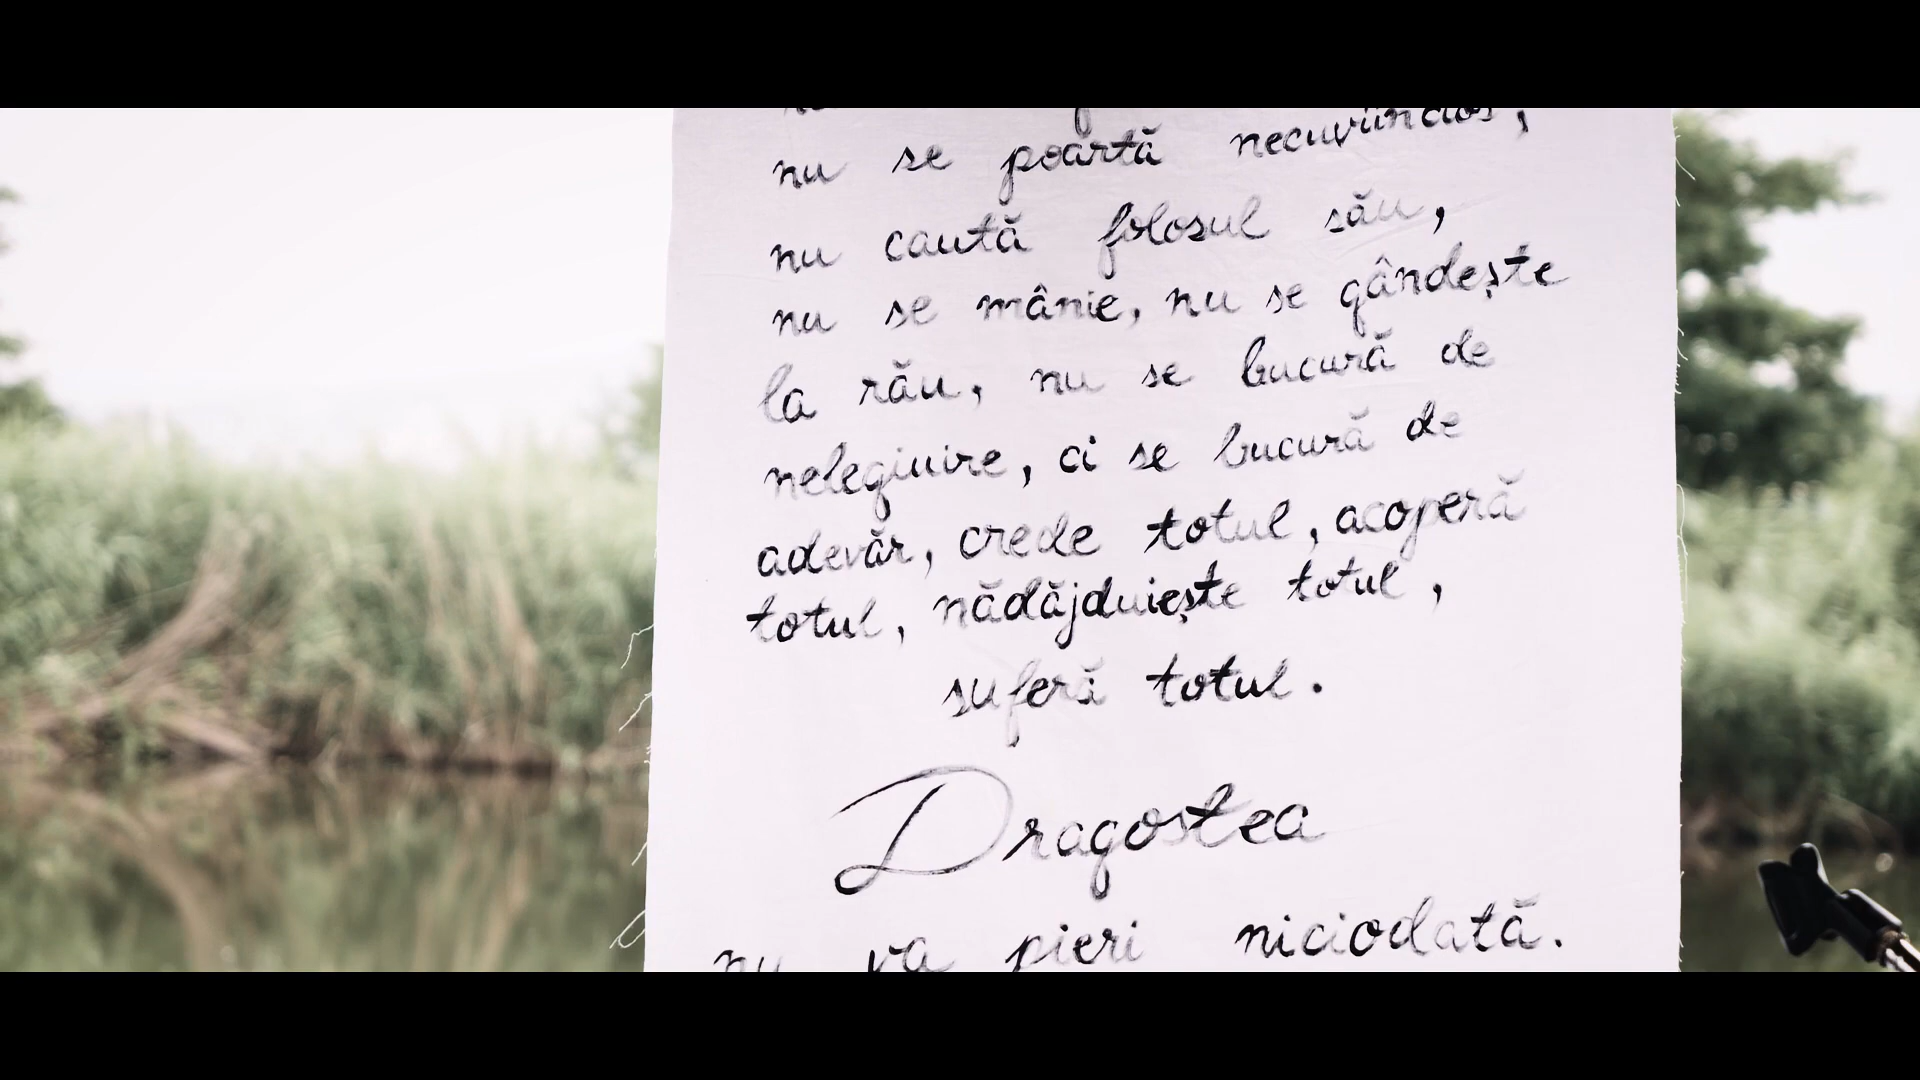 nu se poartă necuviincios,
nu caută folosul său,
nu se mânie, nu se gândește
la rău, nu se bucură de
nelegiuire, ci se bucură de
adevăr, crede totul, acoperă
totul, nădăjduiește totul,
suferă totul.
Dragostea
nu va pieri niciodată.